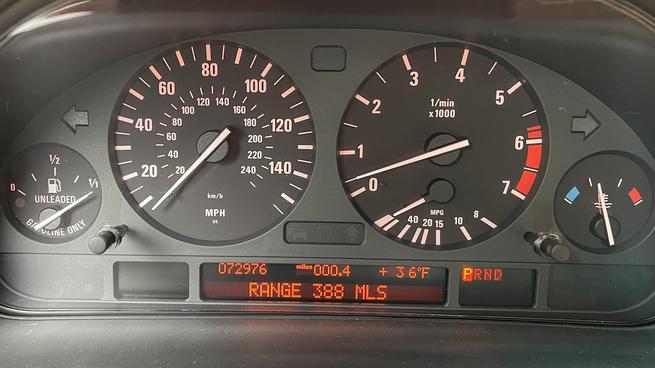 0 1/2 1/1
UNLEADED
GASOLINE ONLY
20 40 60 80 100 120 140
20 40 60 80 100 120 140 160 180 200 220 240
km/h
MPH
US
0 1 2 3 4 5 6 7
1/min
x1000
MPG
40 20 15 10 8
072976 miles 000.4 + 36°F PRND
RANGE 388 MLS